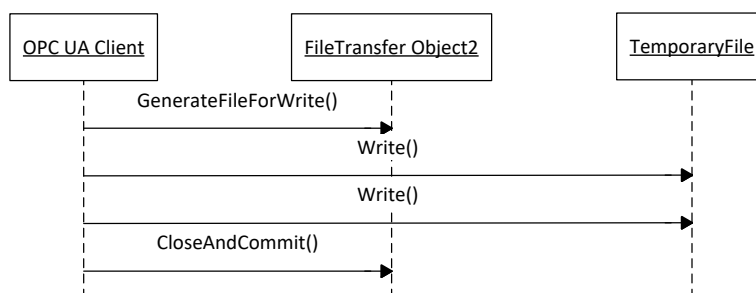 OPC UA Client
FileTransfer Object2
TemporaryFile
GenerateFileForWrite()
Write()
Write()
CloseAndCommit()